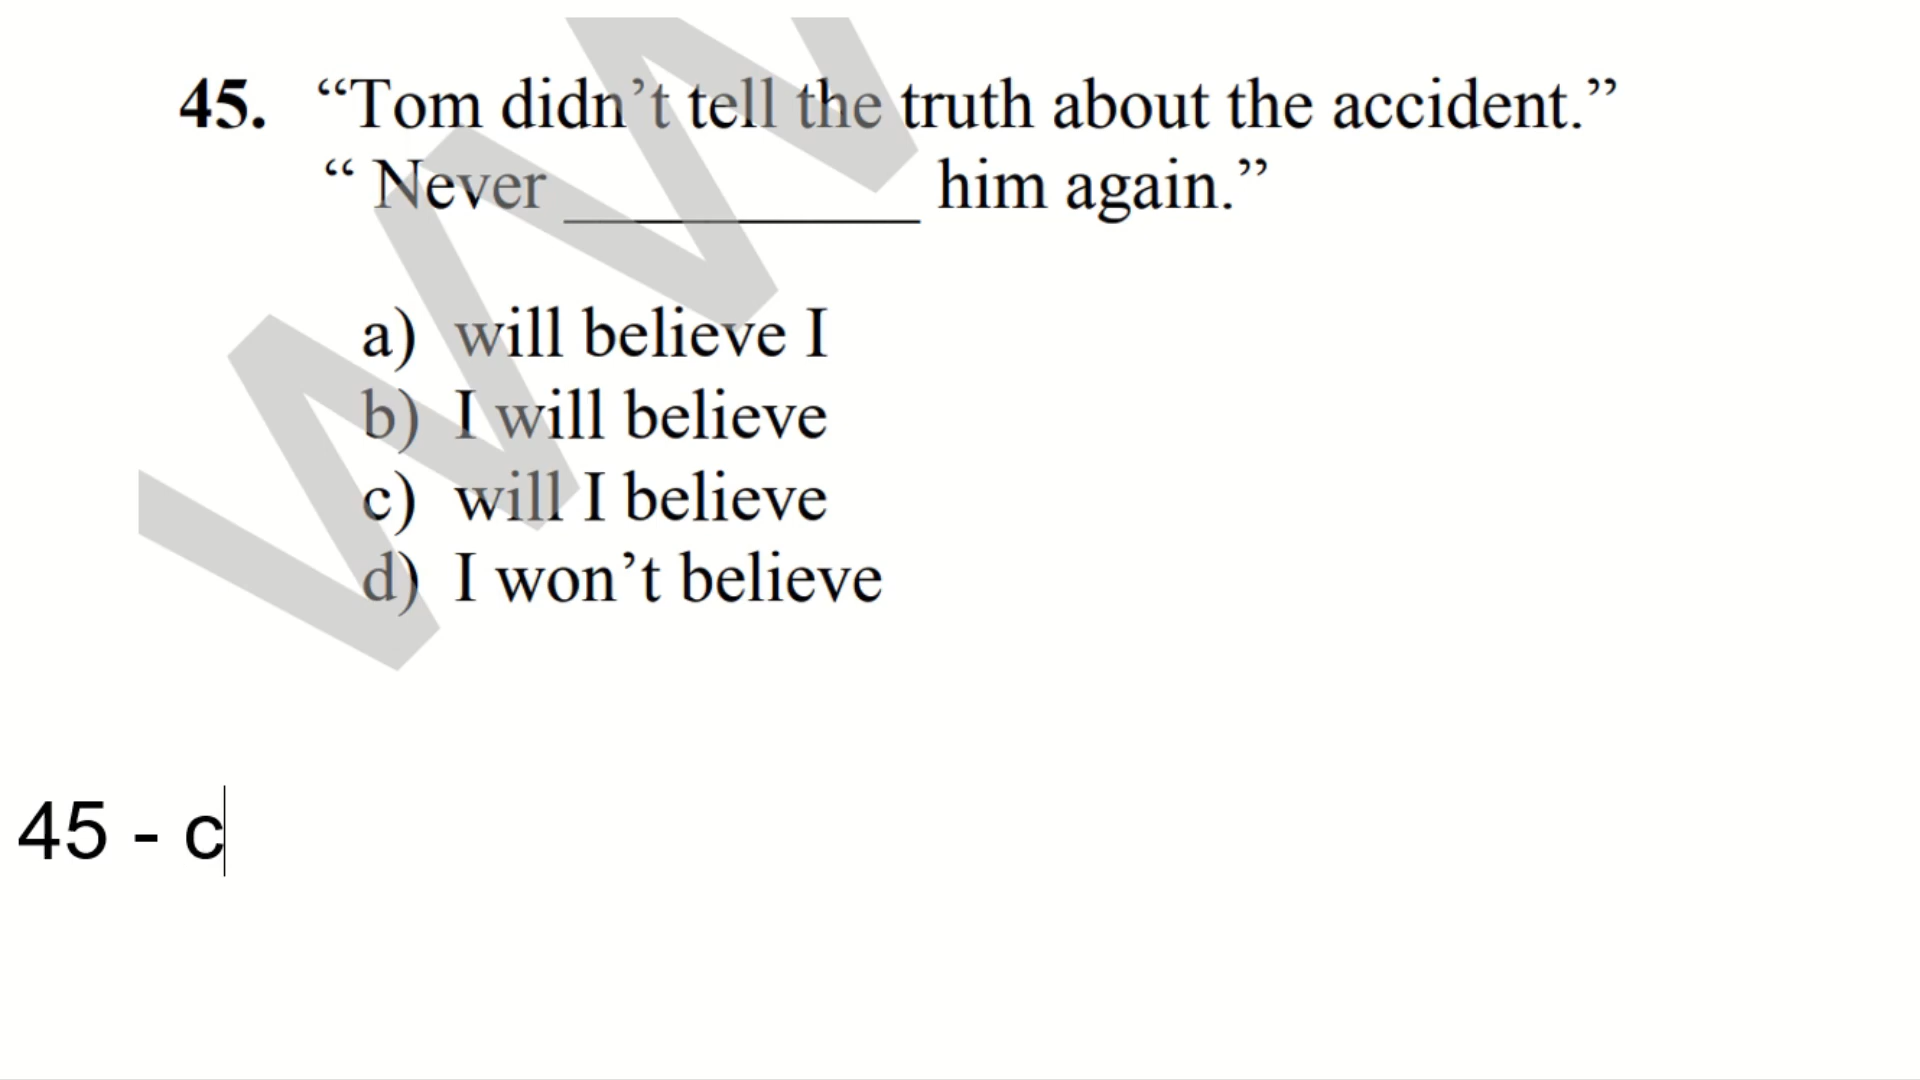 45. “Tom didn’t tell the truth about the accident.”
“ Never ___________ him again.”
a) will believe I
b) I will believe
c) will I believe
d) I won’t believe
45 - c